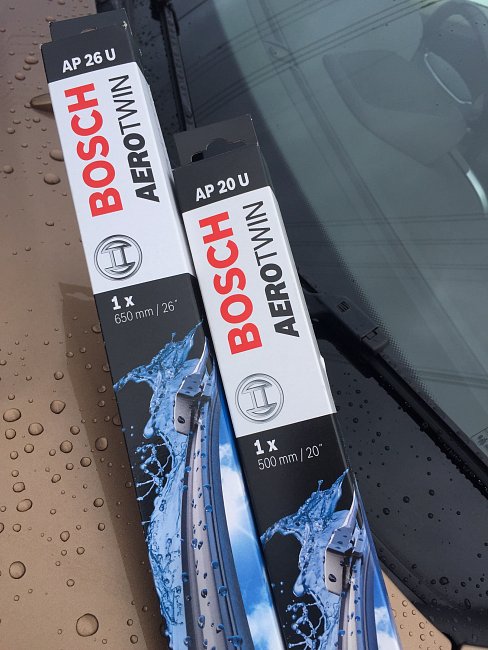 AP 26 U
BOSCH
AEROTWIN
1 x
650 mm / 26"
AP 20 U
BOSCH
AEROTWIN
1 x
500 mm / 20"